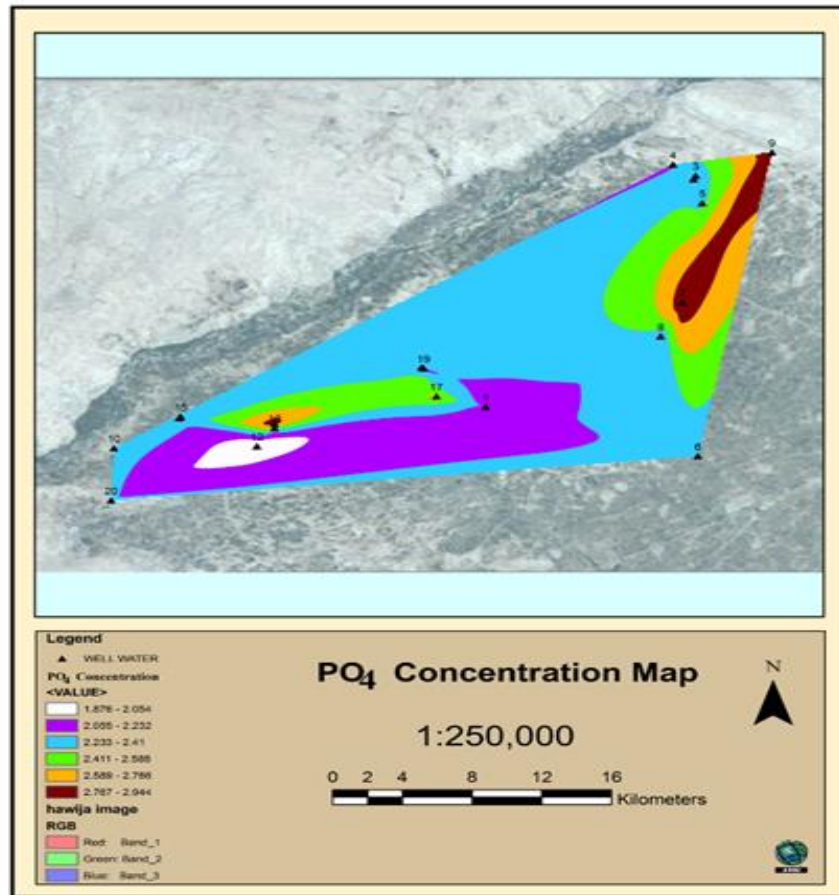 9
4
3
5
8
19
17
1
15
10
12
6
20
Legend
WELL WATER
PO4 Concentration
<VALUE>
1.876 - 2.054
2.055 - 2.232
2.233 - 2.41
2.411 - 2.588
2.589 - 2.766
2.767 - 2.944
hawija image
RGB
Red: Band_1
Green: Band_2
Blue: Band_3
PO4 Concentration Map
1:250,000
0 2 4 8 12 16
Kilometers
N